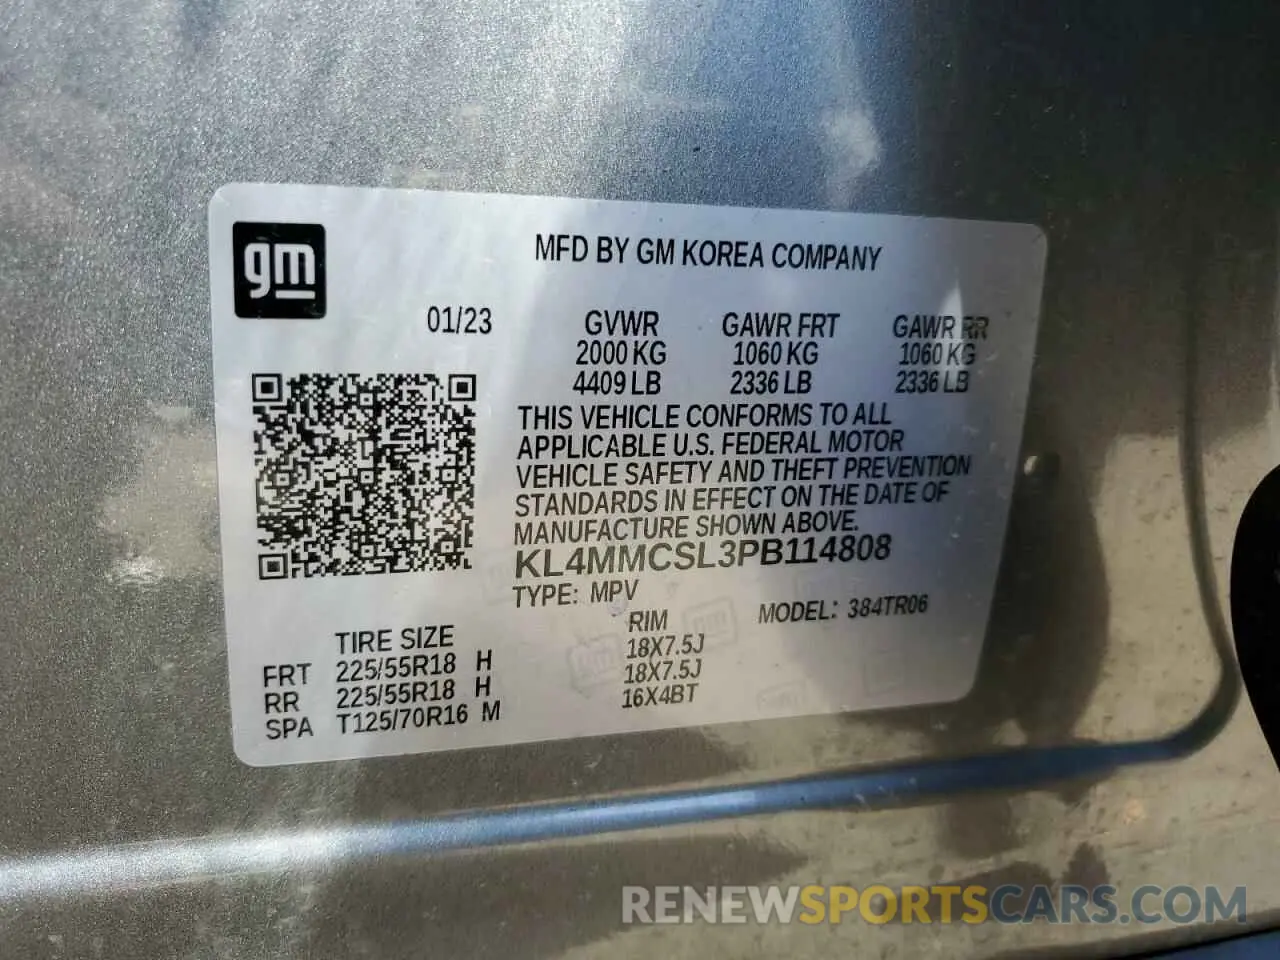 gm
MFD BY GM KOREA COMPANY
01/23 GVWR GAWR FRT GAWR RR
2000 KG 1060 KG 1060 KG
4409 LB 2336 LB 2336 LB
THIS VEHICLE CONFORMS TO ALL
APPLICABLE U.S. FEDERAL MOTOR
VEHICLE SAFETY AND THEFT PREVENTION
STANDARDS IN EFFECT ON THE DATE OF
MANUFACTURE SHOWN ABOVE.
KL4MMCSL3PB114808
TYPE: MPV MODEL: 384TR06
TIRE SIZE RIM
FRT 225/55R18 H 18X7.5J
RR 225/55R18 H 18X7.5J
SPA T125/70R16 M 16X4BT
gm
gm
RENEWSPORTSCARS.COM